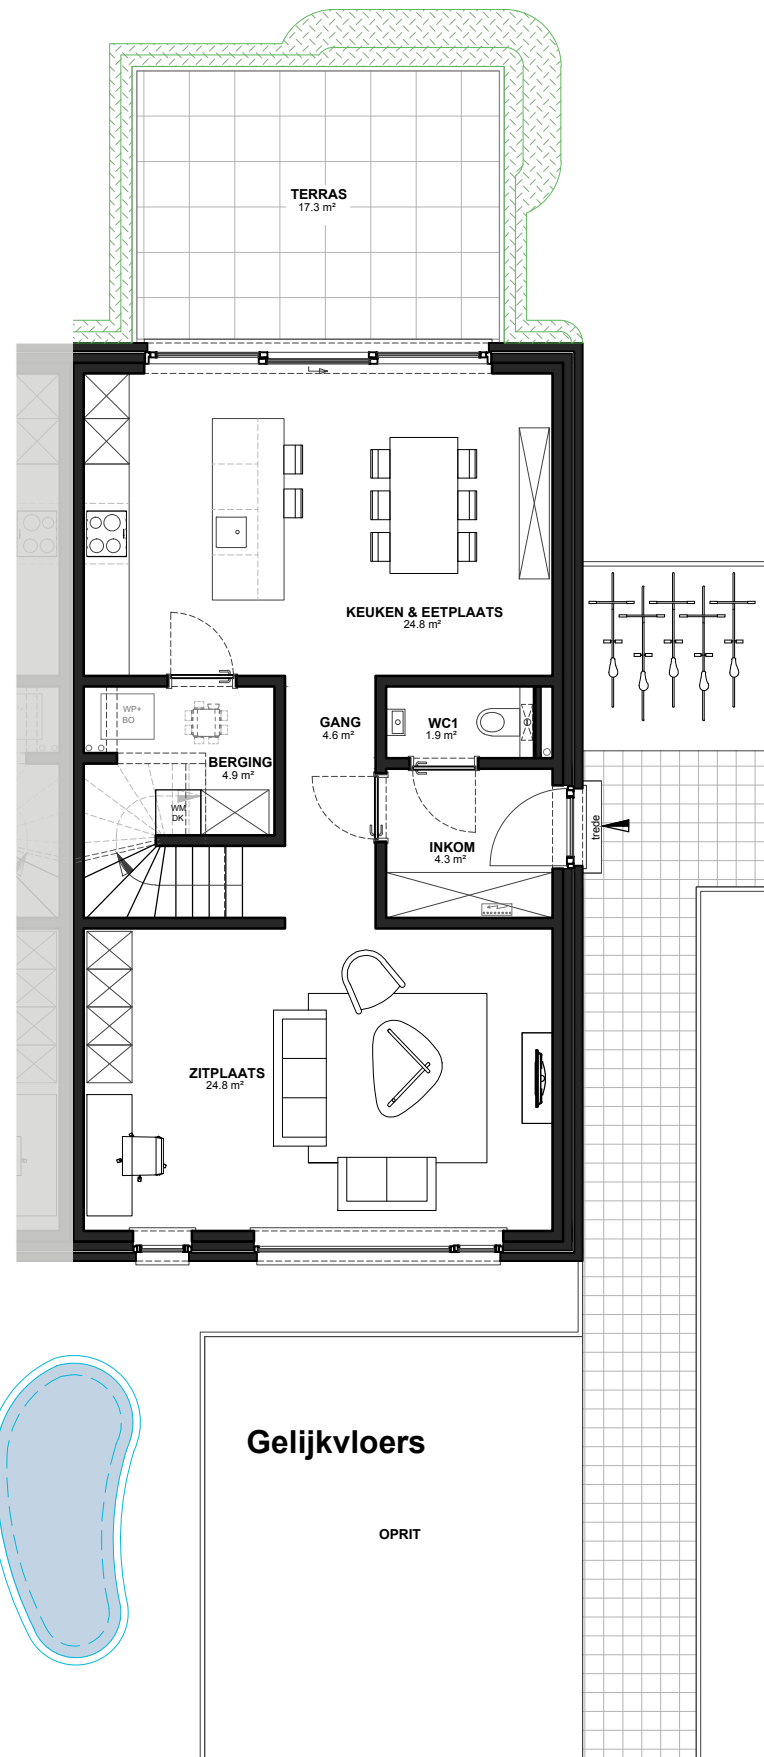 TERRAS
17.3 m²
KEUKEN & EETPLAATS
24.8 m²
WP+
BO
GANG
4.6 m²
WC1
1.9 m²
BERGING
4.9 m²
WM
DK
INKOM
4.3 m²
trede
ZITPLAATS
24.8 m²
Gelijkvloers
OPRIT